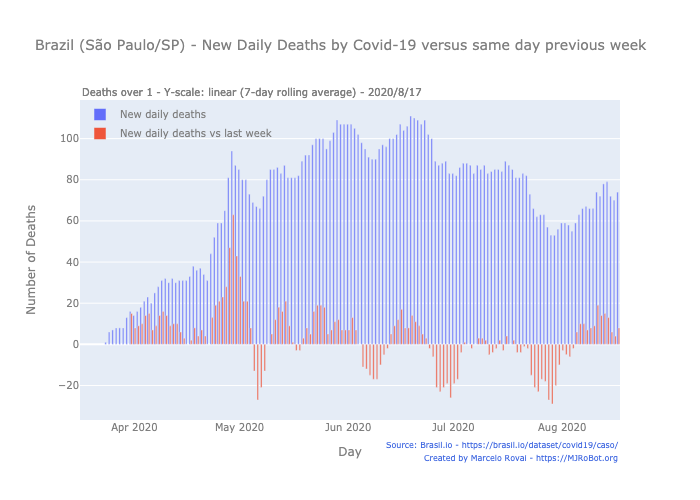 Brazil (São Paulo/SP) - New Daily Deaths by Covid-19 versus same day previous week
Deaths over 1 - Y-scale: linear (7-day rolling average) - 2020/8/17
New daily deaths
New daily deaths vs last week
100
80
60
40
20
0
−20
Number of Deaths
Apr 2020
May 2020
Jun 2020
Jul 2020
Aug 2020
Day
Source: Brasil.io - https://brasil.io/dataset/covid19/caso/
Created by Marcelo Rovai - https://MJRoBot.org